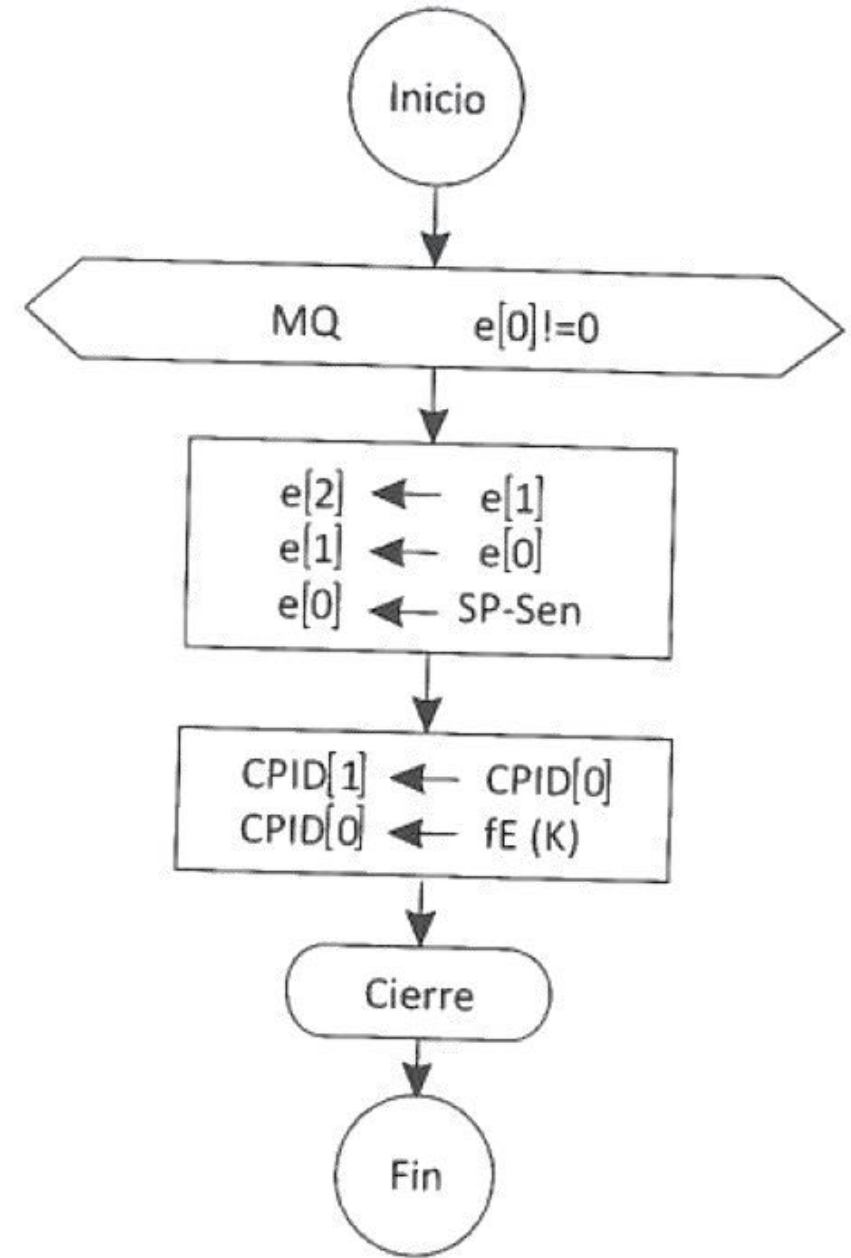 Inicio
MQ e[0]!=0
e[2] ← e[1]
e[1] ← e[0]
e[0] ← SP-Sen
CPID[1] ← CPID[0]
CPID[0] ← fE (K)
Cierre
Fin